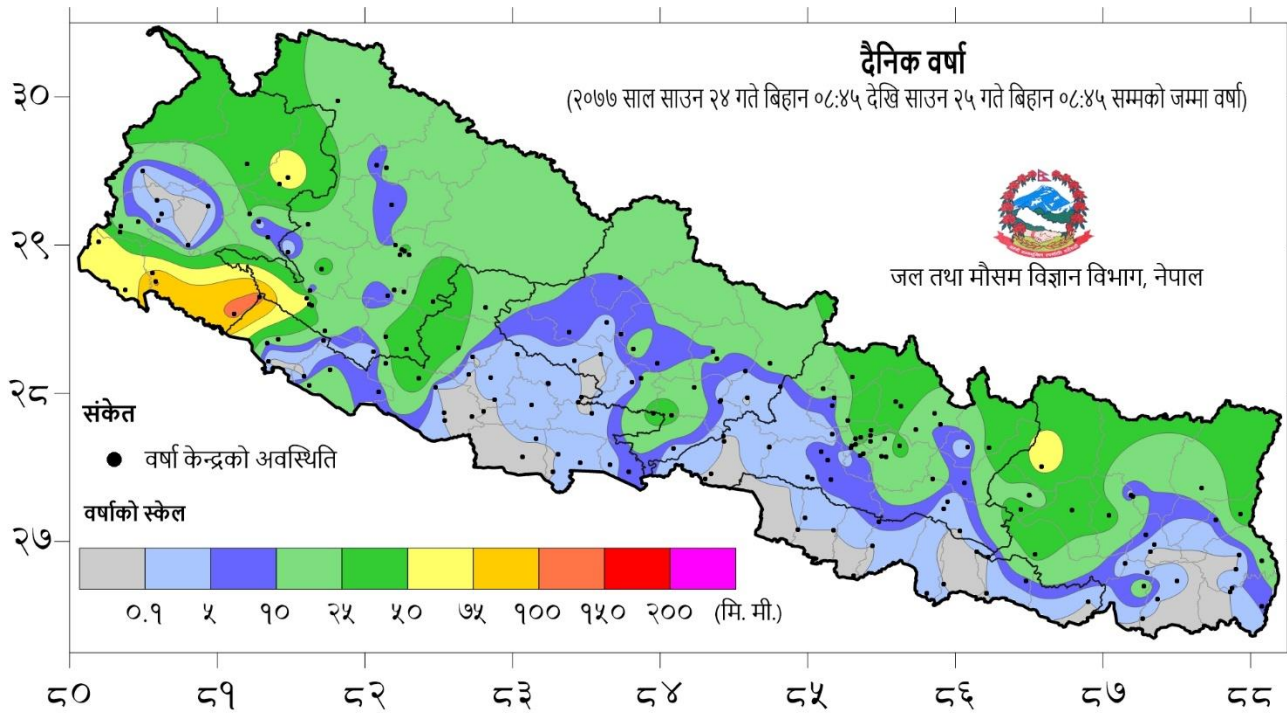 दैनिक वर्षा
(२०७७ साल साउन २४ गते बिहान ०८:४५ देखि साउन २५ गते बिहान ०८:४५ सम्मको जम्मा वर्षा)
जल तथा मौसम विज्ञान विभाग, नेपाल
३०
२९
२८
२७
संकेत
वर्षा केन्द्रको अवस्थिति
वर्षाको स्केल
०.१ ५ १० २५ ५० ७५ १०० १५० २०० (मि. मी.)
८० ८१ ८२ ८३ ८४ ८५ ८६ ८७ ८८